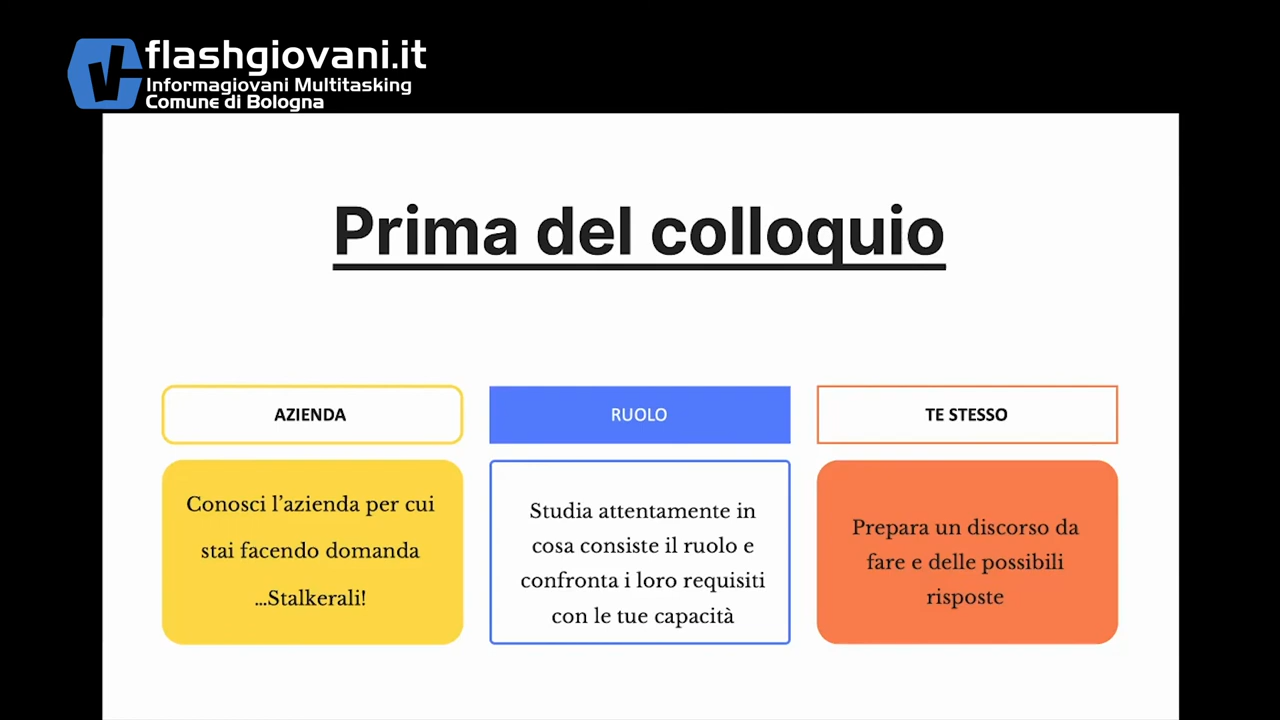 flashgiovani.it
Informagiovani Multitasking
Comune di Bologna
Prima del colloquio
AZIENDA
Conosci l’azienda per cui
stai facendo domanda
...Stalkerali!
RUOLO
Studia attentamente in
cosa consiste il ruolo e
confronta i loro requisiti
con le tue capacità
TE STESSO
Prepara un discorso da
fare e delle possibili
risposte